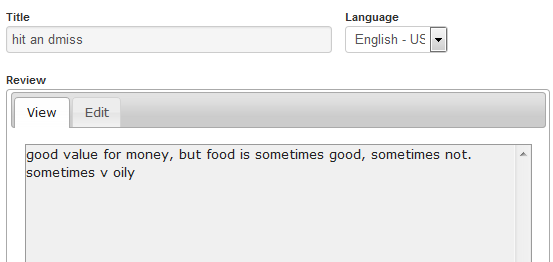 Title Language
hit an dmiss English - US
Review
View Edit
good value for money, but food is sometimes good, sometimes not.
sometimes v oily